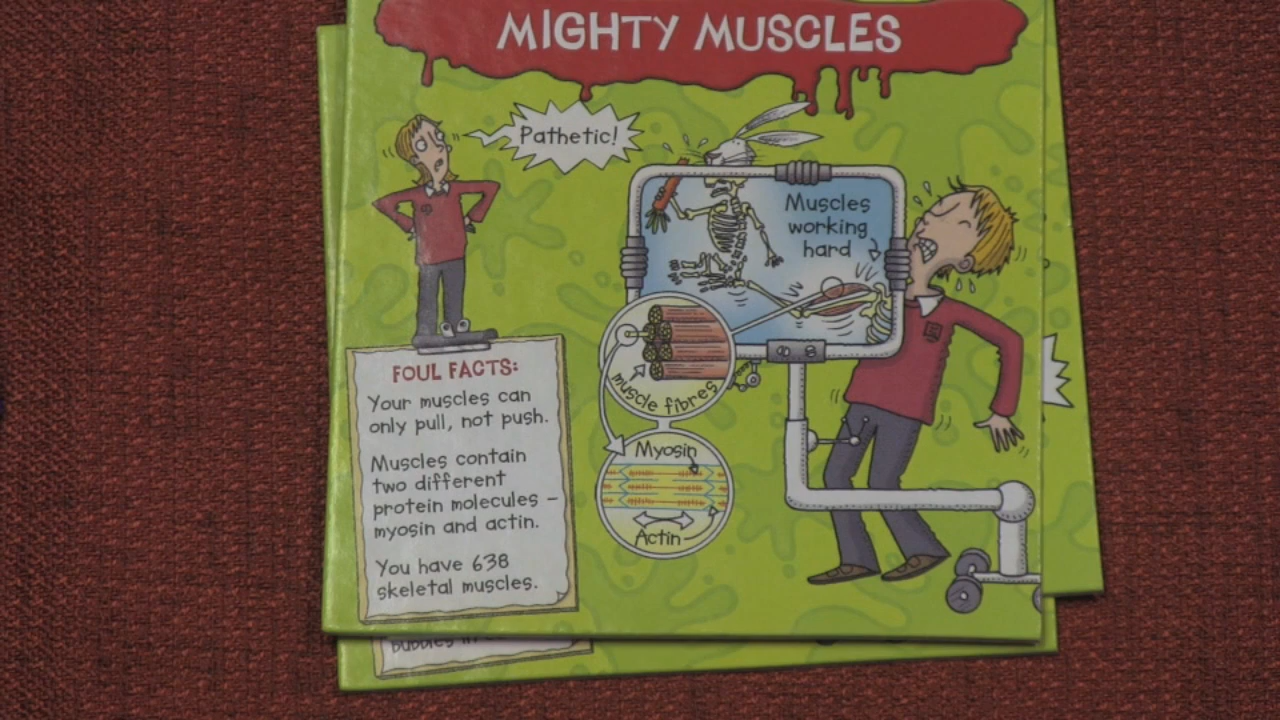 MIGHTY MUSCLES
Pathetic!
Muscles
working
hard
muscle fibres
Myosin
Actin
FOUL FACTS:
Your muscles can
only pull, not push.
Muscles contain
two different
protein molecules –
myosin and actin.
You have 638
skeletal muscles.